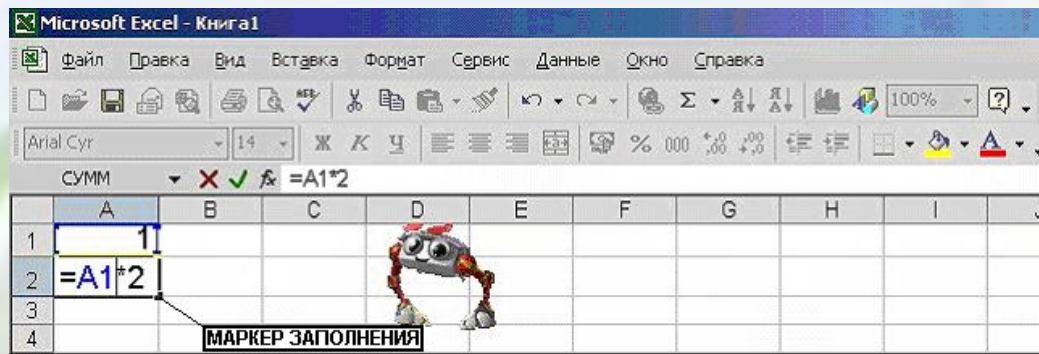 Microsoft Excel - Книга1
Файл Правка Вид Вставка Формат Сервис Данные Окно Справка
100%
Arial Cyr 14 Ж К Ч % 000
СУММ =A1*2
A B C D E F G H I
1 1
2 =A1*2
3
4 МАРКЕР ЗАПОЛНЕНИЯ